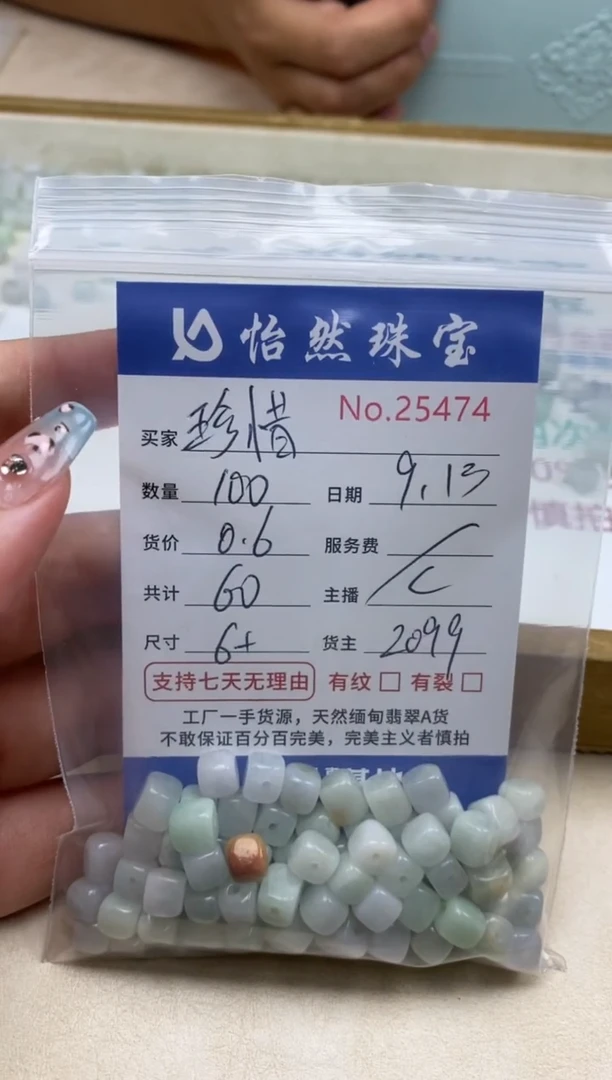 怡然珠宝
No.25474
买家 珍惜
数量 100 日期 9.13
货价 0.6 服务费
共计 60 主播
尺寸 6+ 货主 2099
支持七天无理由 有纹 □ 有裂 □
工厂一手货源，天然缅甸翡翠A货
不敢保证百分百完美，完美主义者慎拍